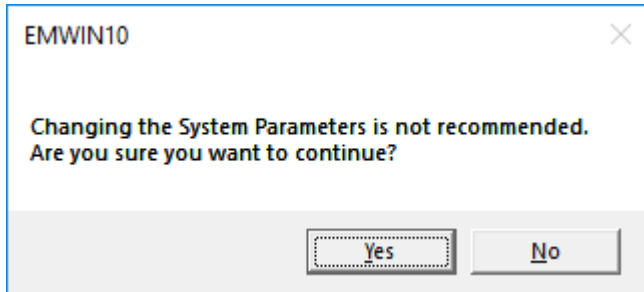 EMWIN10
Changing the System Parameters is not recommended.
Are you sure you want to continue?
Yes
No